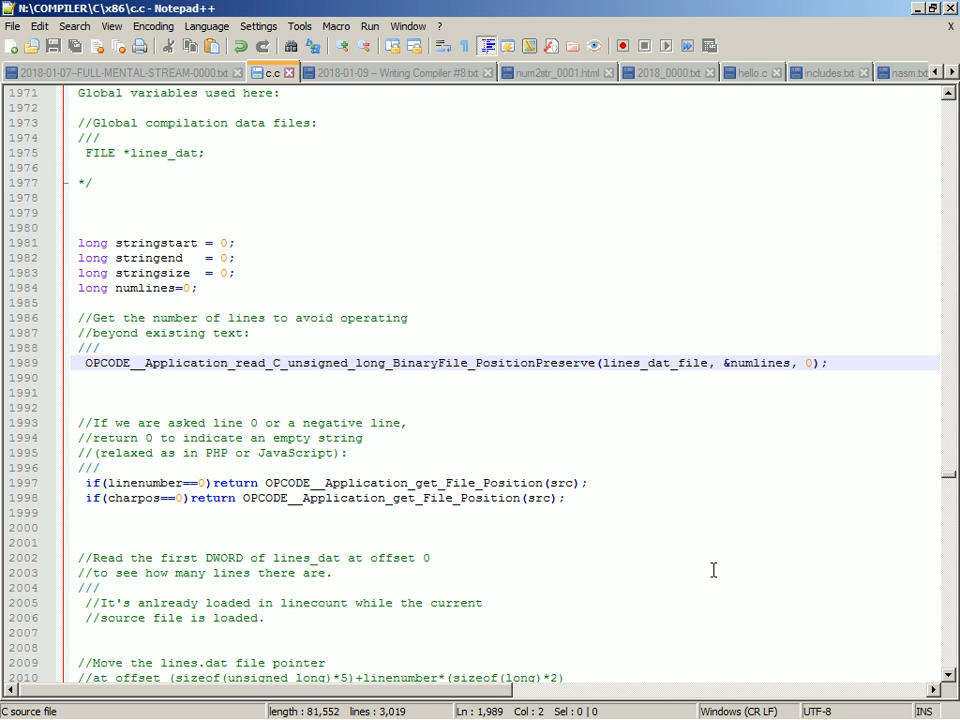 N:\COMPILER\C\x86\c.c - Notepad++
File Edit Search View Encoding Language Settings Tools Macro Run Window ?
X
2018-01-07-FULL-MENTAL-STREAM-0000.txt c.c 2018-01-09 -- Writing Compiler #8.txt num2str_0001.html 2018_0000.txt hello.c includes.txt nasm.txt
1971 Global variables used here:
1972
1973 //Global compilation data files:
1974 ///
1975 FILE *lines_dat;
1976
1977 */
1978
1979
1980
1981 long stringstart = 0;
1982 long stringend   = 0;
1983 long stringsize  = 0;
1984 long numlines=0;
1985
1986 //Get the number of lines to avoid operating
1987 //beyond existing text:
1988 ///
1989 OPCODE__Application_read_C_unsigned_long_BinaryFile_PositionPreserve(lines_dat_file, &numlines, 0);
1990
1991
1992
1993 //If we are asked line 0 or a negative line,
1994 //return 0 to indicate an empty string
1995 //(relaxed as in PHP or JavaScript):
1996 ///
1997 if(linenumber==0)return OPCODE__Application_get_File_Position(src);
1998 if(charpos==0)return OPCODE__Application_get_File_Position(src);
1999
2000
2001
2002 //Read the first DWORD of lines_dat at offset 0
2003 //to see how many lines there are.
2004 ///
2005 //It's anlready loaded in linecount while the current
2006 //source file is loaded.
2007
2008
2009 //Move the lines.dat file pointer
2010 //at offset (sizeof(unsigned long)*5)+linenumber*(sizeof(long)*2)
C source file length : 81,552 lines : 3,019 Ln : 1,989 Col : 2 Sel : 0 | 0 Windows (CR LF) UTF-8 INS